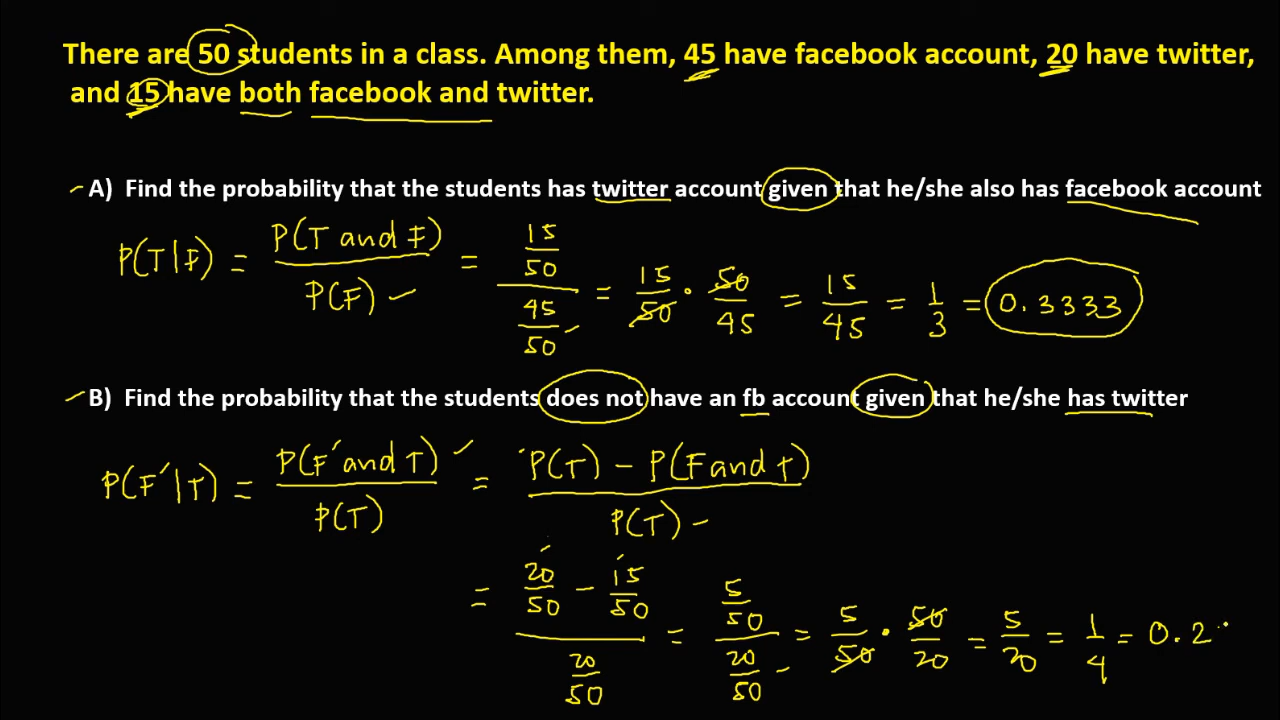 There are 50 students in a class. Among them, 45 have facebook account, 20 have twitter,
and 15 have both facebook and twitter.
A) Find the probability that the students has twitter account given that he/she also has facebook account
P(T|F) = P(T and F) / P(F) = (15/50) / (45/50) = 15/50 · 50/45 = 15/45 = 1/3 = 0.3333
B) Find the probability that the students does not have an fb account given that he/she has twitter
P(F'|T) = P(F' and T) / P(T) = P(T) - P(F and T) / P(T)
= (20/50 - 15/50) / (20/50) = (5/50) / (20/50) = 5/50 · 50/20 = 5/20 = 1/4 = 0.2